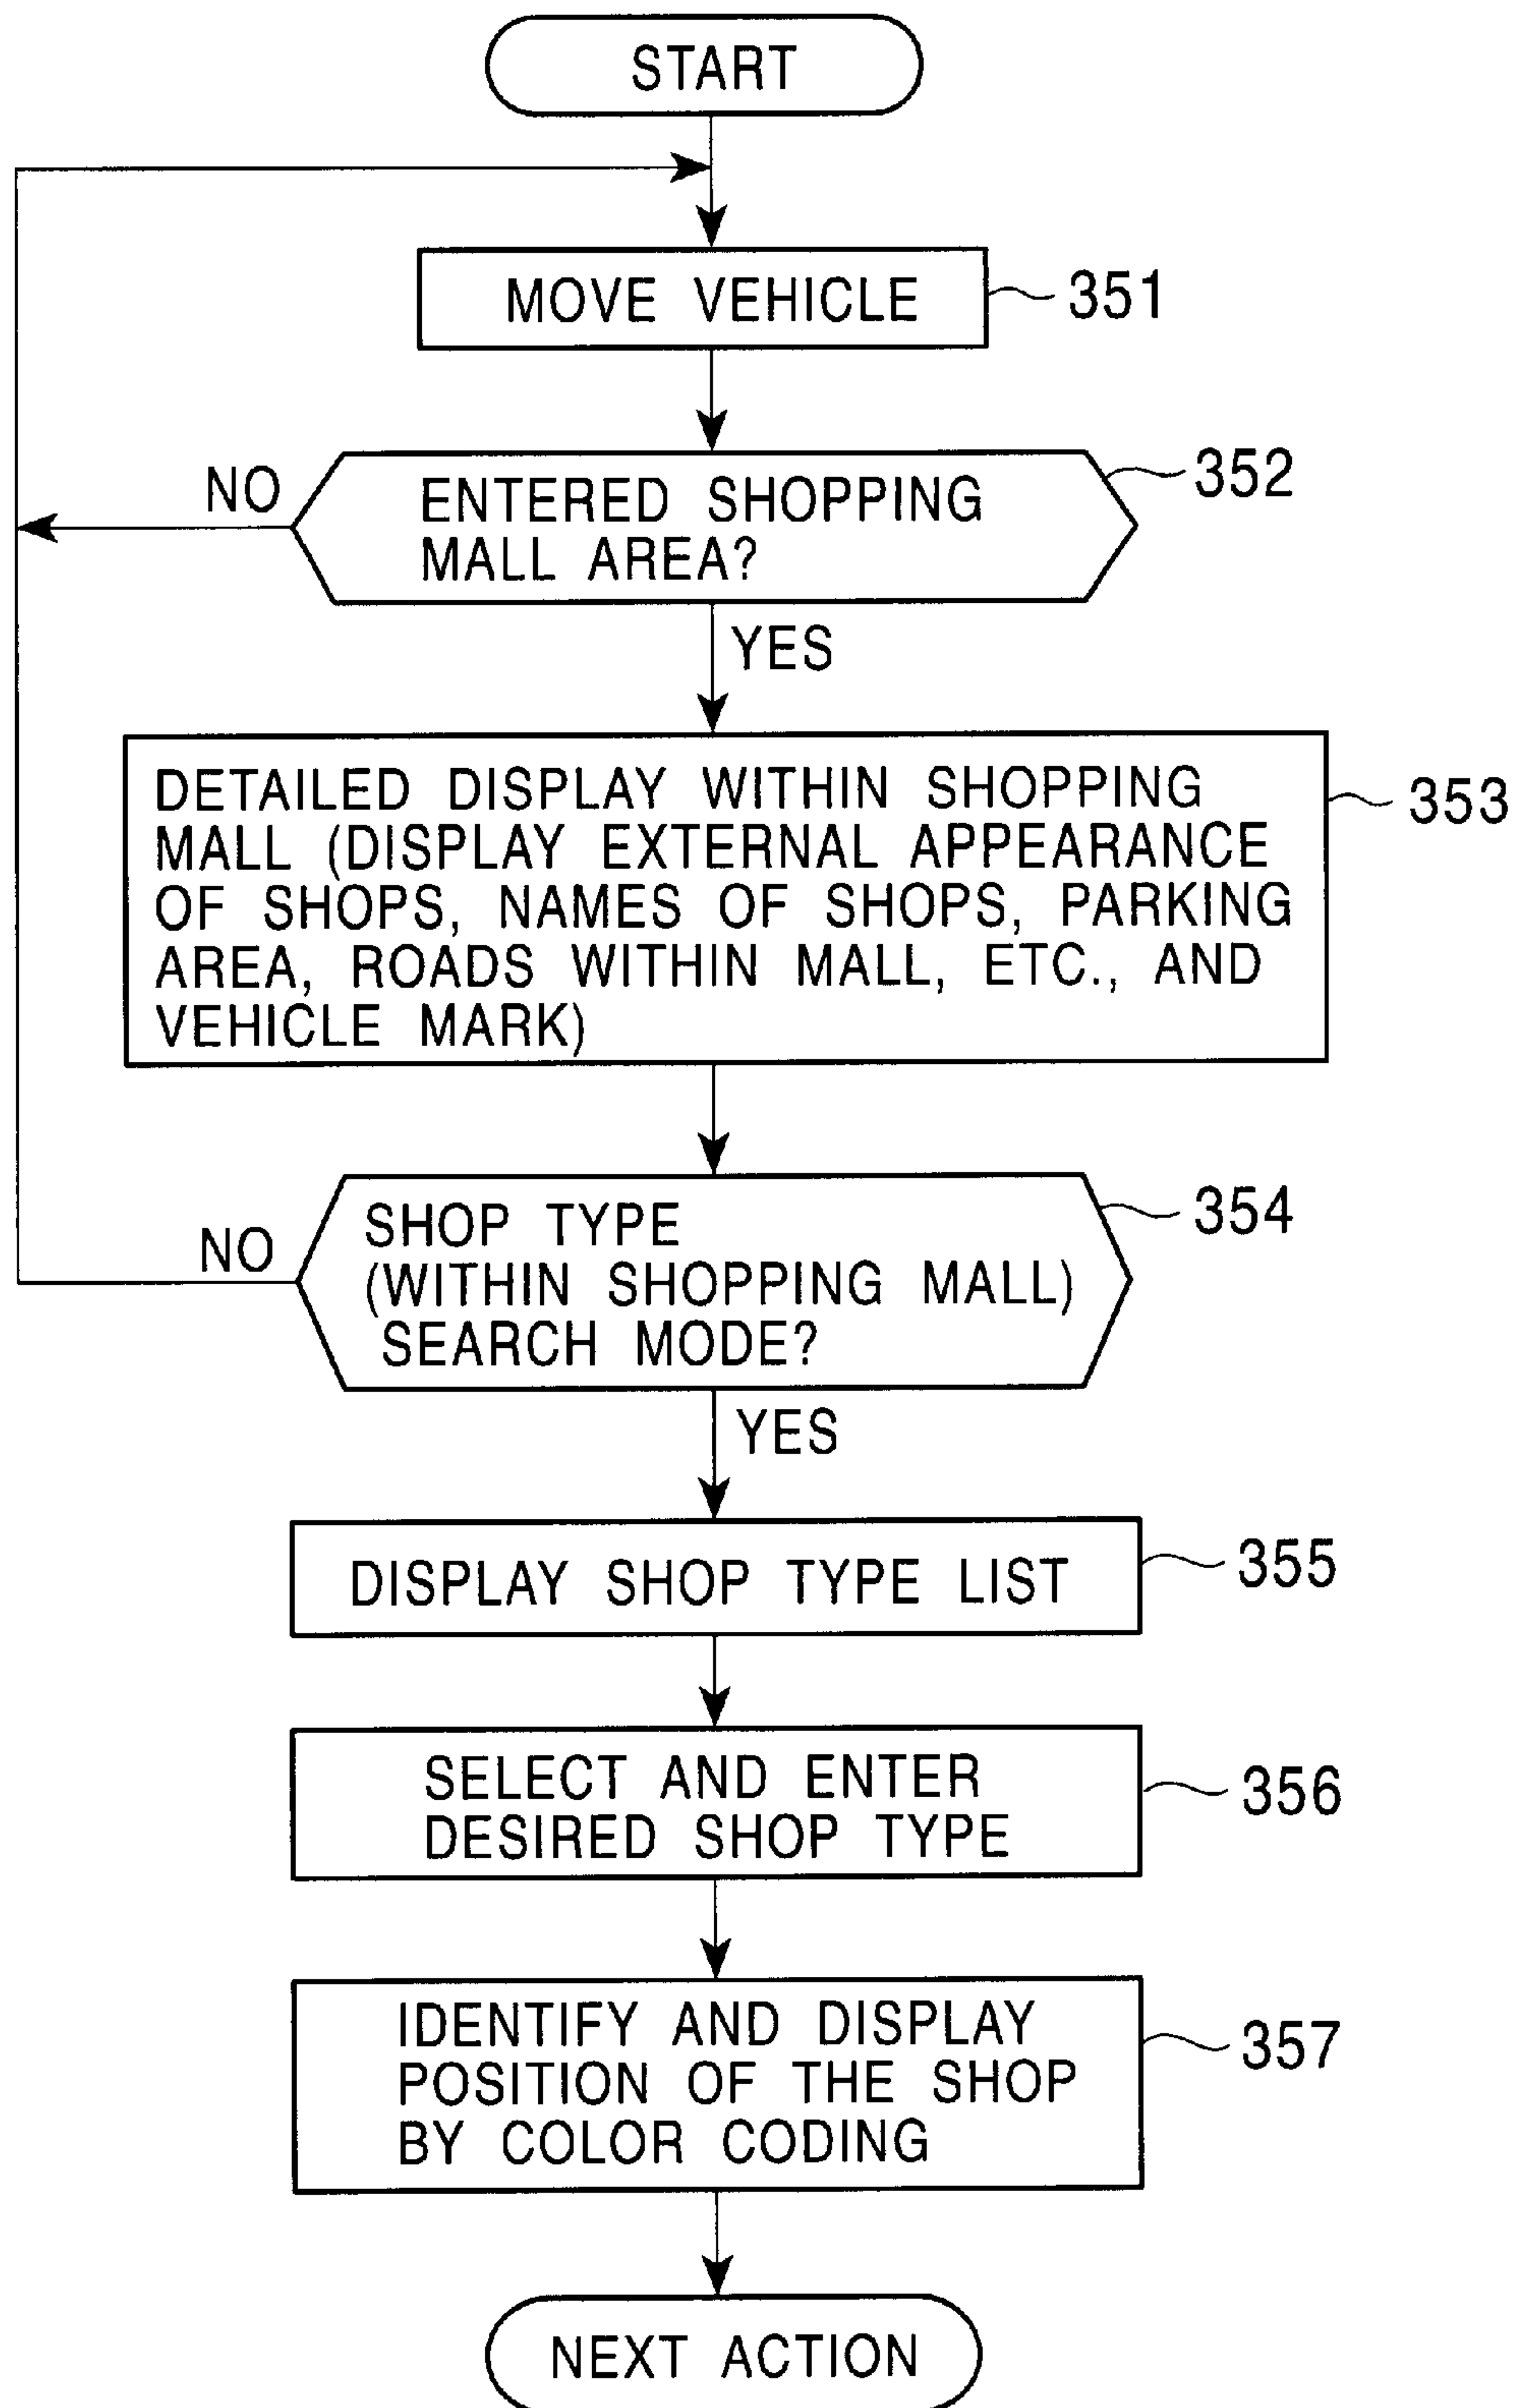 START
MOVE VEHICLE
351
352
NO
ENTERED SHOPPING
MALL AREA?
YES
353
DETAILED DISPLAY WITHIN SHOPPING
MALL (DISPLAY EXTERNAL APPEARANCE
OF SHOPS, NAMES OF SHOPS, PARKING
AREA, ROADS WITHIN MALL, ETC., AND
VEHICLE MARK)
354
NO
SHOP TYPE
(WITHIN SHOPPING MALL)
SEARCH MODE?
YES
DISPLAY SHOP TYPE LIST
355
SELECT AND ENTER
DESIRED SHOP TYPE
356
IDENTIFY AND DISPLAY
POSITION OF THE SHOP
BY COLOR CODING
357
NEXT ACTION